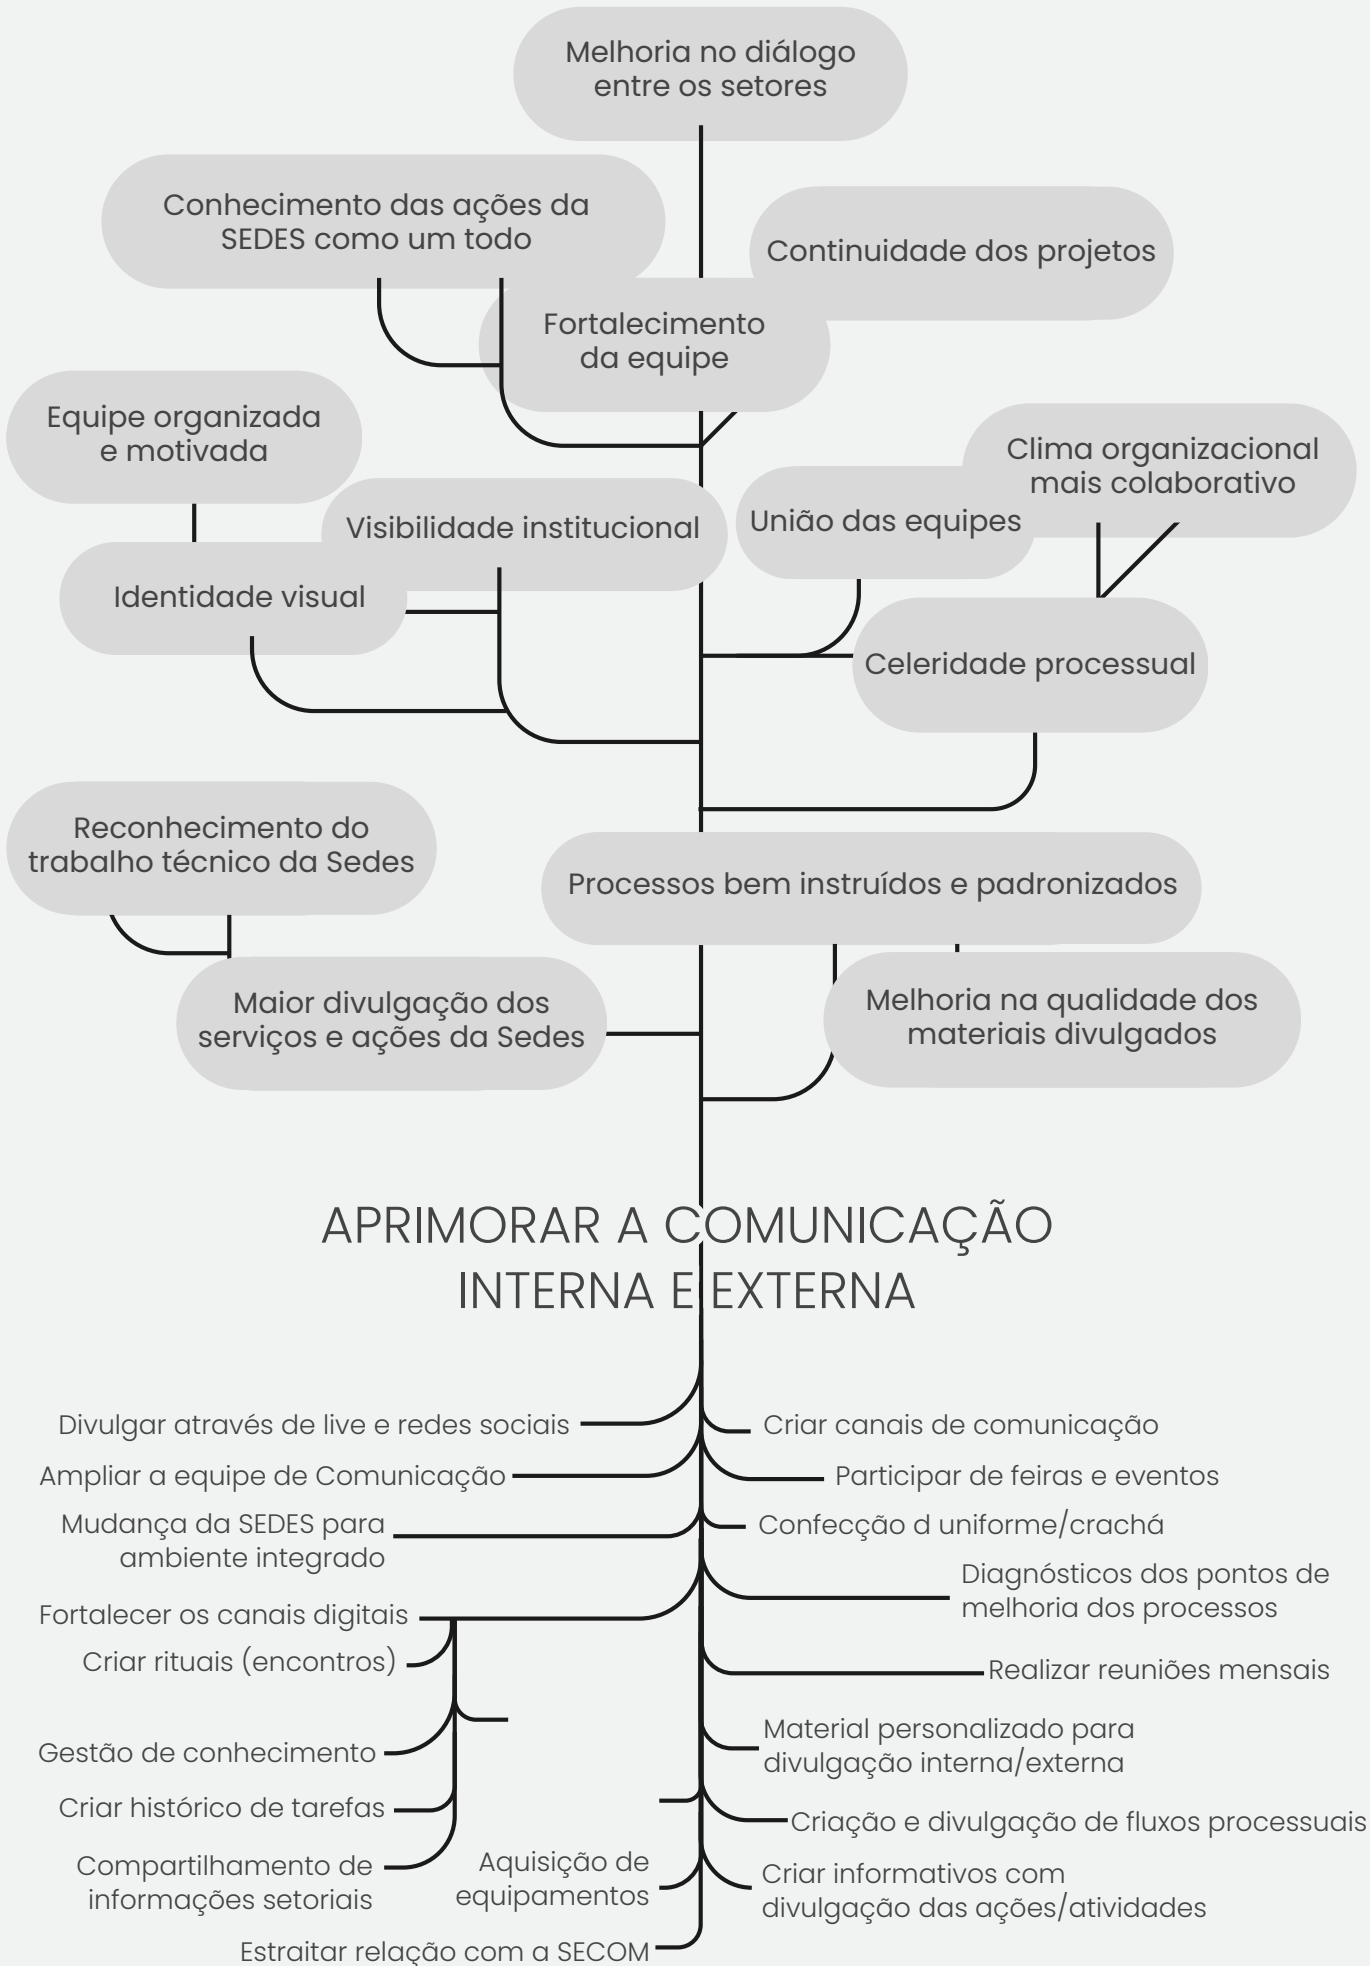 Melhoria no diálogo
entre os setores
Conhecimento das ações da
SEDES como um todo
Continuidade dos projetos
Fortalecimento
da equipe
Equipe organizada
e motivada
Clima organizacional
mais colaborativo
Visibilidade institucional
União das equipes
Identidade visual
Celeridade processual
Reconhecimento do
trabalho técnico da Sedes
Processos bem instruídos e padronizados
Maior divulgação dos
serviços e ações da Sedes
Melhoria na qualidade dos
materiais divulgados
APRIMORAR A COMUNICAÇÃO
INTERNA E EXTERNA
Divulgar através de live e redes sociais
Criar canais de comunicação
Ampliar a equipe de Comunicação
Participar de feiras e eventos
Mudança da SEDES para
ambiente integrado
Confecção d uniforme/crachá
Diagnósticos dos pontos de
melhoria dos processos
Fortalecer os canais digitais
Criar rituais (encontros)
Realizar reuniões mensais
Gestão de conhecimento
Material personalizado para
divulgação interna/externa
Criar histórico de tarefas
Criação e divulgação de fluxos processuais
Compartilhamento de
informações setoriais
Aquisição de
equipamentos
Criar informativos com
divulgação das ações/atividades
Estraitar relação com a SECOM